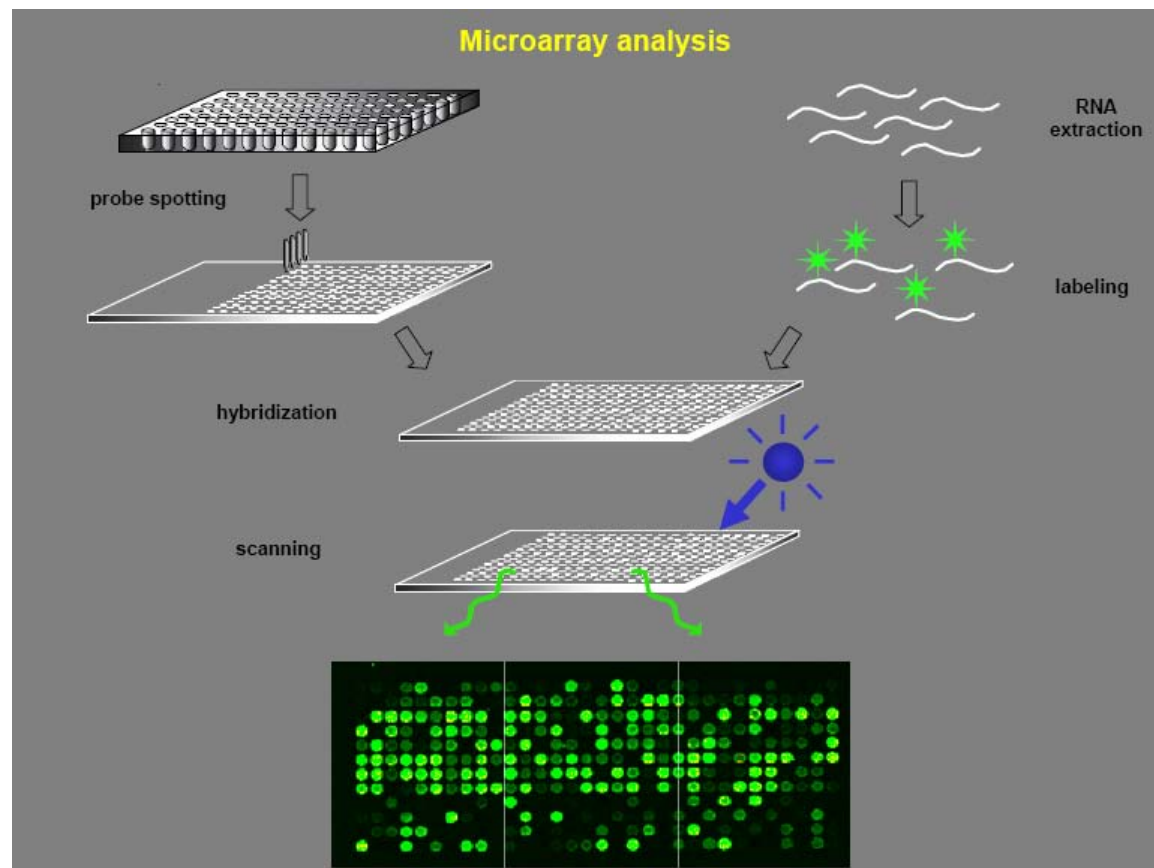 Microarray analysis
RNA
extraction
probe spotting
labeling
hybridization
scanning